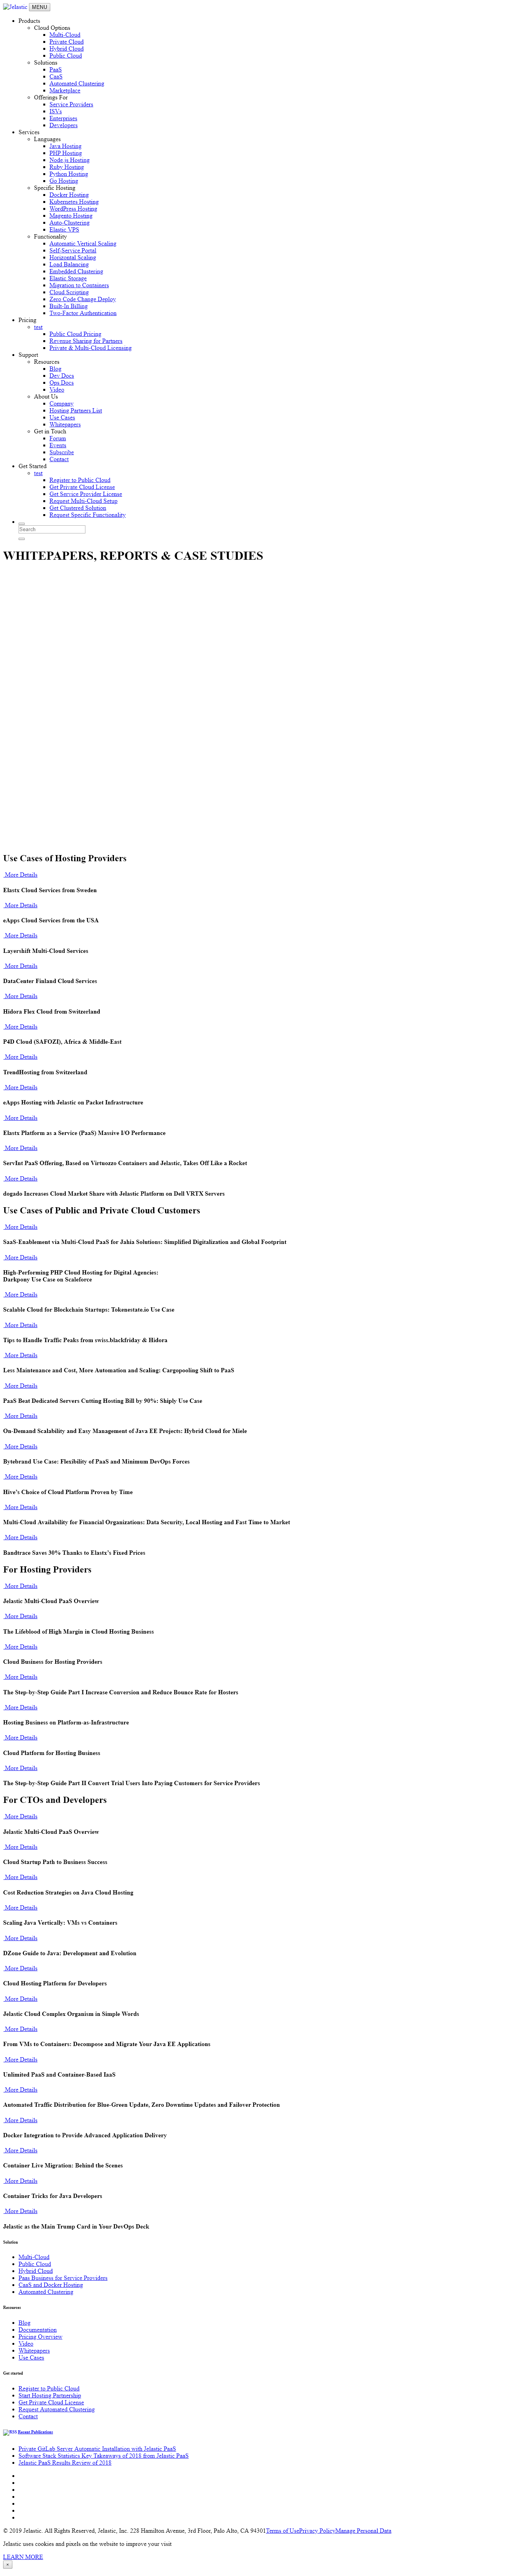 Jelastic MENU
Products
Cloud Options
Multi-Cloud
Private Cloud
Hybrid Cloud
Public Cloud
Solutions
PaaS
CaaS
Automated Clustering
Marketplace
Offerings For
Service Providers
ISVs
Enterprises
Developers
Services
Languages
Java Hosting
PHP Hosting
Node js Hosting
Ruby Hosting
Python Hosting
Go Hosting
Specific Hosting
Docker Hosting
Kubernetes Hosting
WordPress Hosting
Magento Hosting
Auto-Clustering
Elastic VPS
Functionality
Automatic Vertical Scaling
Self-Service Portal
Horizontal Scaling
Load Balancing
Embedded Clustering
Elastic Storage
Migration to Containers
Cloud Scripting
Zero Code Change Deploy
Built-In Billing
Two-Factor Authentication
Pricing
test
Public Cloud Pricing
Revenue Sharing for Partners
Private & Multi-Cloud Licensing
Support
Resources
Blog
Dev Docs
Ops Docs
Video
About Us
Company
Hosting Partners List
Use Cases
Whitepapers
Get in Touch
Forum
Events
Subscribe
Contact
Get Started
test
Register to Public Cloud
Get Private Cloud License
Get Service Provider License
Request Multi-Cloud Setup
Get Clustered Solution
Request Specific Functionality
Search
WHITEPAPERS, REPORTS & CASE STUDIES
Use Cases of Hosting Providers
More Details
Elastx Cloud Services from Sweden
More Details
eApps Cloud Services from the USA
More Details
Layershift Multi-Cloud Services
More Details
DataCenter Finland Cloud Services
More Details
Hidora Flex Cloud from Switzerland
More Details
P4D Cloud (SAFOZI), Africa & Middle-East
More Details
TrendHosting from Switzerland
More Details
eApps Hosting with Jelastic on Packet Infrastructure
More Details
Elastx Platform as a Service (PaaS) Massive I/O Performance
More Details
ServInt PaaS Offering, Based on Virtuozzo Containers and Jelastic, Takes Off Like a Rocket
More Details
dogado Increases Cloud Market Share with Jelastic Platform on Dell VRTX Servers
Use Cases of Public and Private Cloud Customers
More Details
SaaS-Enablement via Multi-Cloud PaaS for Jahia Solutions: Simplified Digitalization and Global Footprint
More Details
High-Performing PHP Cloud Hosting for Digital Agencies:
Darkpony Use Case on Scaleforce
More Details
Scalable Cloud for Blockchain Startups: Tokenestate.io Use Case
More Details
Tips to Handle Traffic Peaks from swiss.blackfriday & Hidora
More Details
Less Maintenance and Cost, More Automation and Scaling: Cargopooling Shift to PaaS
More Details
PaaS Beat Dedicated Servers Cutting Hosting Bill by 90%: Shiply Use Case
More Details
On-Demand Scalability and Easy Management of Java EE Projects: Hybrid Cloud for Miele
More Details
Bytebrand Use Case: Flexibility of PaaS and Minimum DevOps Forces
More Details
Hive's Choice of Cloud Platform Proven by Time
More Details
Multi-Cloud Availability for Financial Organizations: Data Security, Local Hosting and Fast Time to Market
More Details
Bandtrace Saves 30% Thanks to Elastx's Fixed Prices
For Hosting Providers
More Details
Jelastic Multi-Cloud PaaS Overview
More Details
The Lifeblood of High Margin in Cloud Hosting Business
More Details
Cloud Business for Hosting Providers
More Details
The Step-by-Step Guide Part I Increase Conversion and Reduce Bounce Rate for Hosters
More Details
Hosting Business on Platform-as-Infrastructure
More Details
Cloud Platform for Hosting Business
More Details
The Step-by-Step Guide Part II Convert Trial Users Into Paying Customers for Service Providers
For CTOs and Developers
More Details
Jelastic Multi-Cloud PaaS Overview
More Details
Cloud Startup Path to Business Success
More Details
Cost Reduction Strategies on Java Cloud Hosting
More Details
Scaling Java Vertically: VMs vs Containers
More Details
DZone Guide to Java: Development and Evolution
More Details
Cloud Hosting Platform for Developers
More Details
Jelastic Cloud Complex Organism in Simple Words
More Details
From VMs to Containers: Decompose and Migrate Your Java EE Applications
More Details
Unlimited PaaS and Container-Based IaaS
More Details
Automated Traffic Distribution for Blue-Green Update, Zero Downtime Updates and Failover Protection
More Details
Docker Integration to Provide Advanced Application Delivery
More Details
Container Live Migration: Behind the Scenes
More Details
Container Tricks for Java Developers
More Details
Jelastic as the Main Trump Card in Your DevOps Deck
Solution
Multi-Cloud
Public Cloud
Hybrid Cloud
Paas Business for Service Providers
CaaS and Docker Hosting
Automated Clustering
Resources
Blog
Documentation
Pricing Overview
Video
Whitepapers
Use Cases
Get started
Register to Public Cloud
Start Hosting Partnership
Get Private Cloud License
Request Automated Clustering
Contact
RSS Recent Publications
Private GitLab Server Automatic Installation with Jelastic PaaS
Software Stack Statistics Key Takeaways of 2018 from Jelastic PaaS
Jelastic PaaS Results Review of 2018
© 2019 Jelastic. All Rights Reserved, Jelastic, Inc. 228 Hamilton Avenue, 3rd Floor, Palo Alto, CA 94301Terms of UsePrivacy PolicyManage Personal Data
Jelastic uses cookies and pixels on the website to improve your visit
LEARN MORE
×